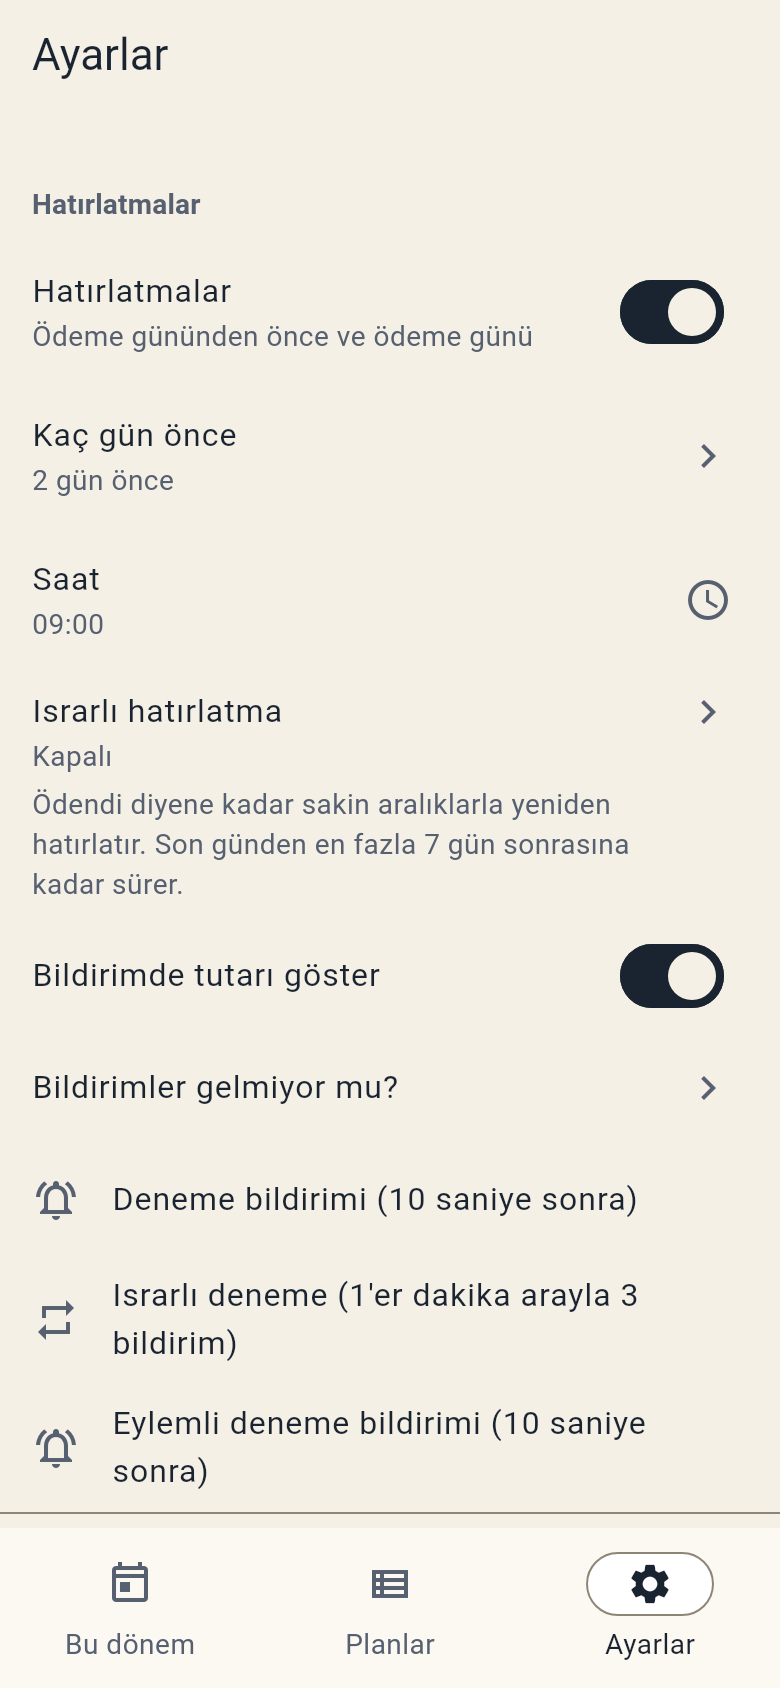 Ayarlar
Hatırlatmalar
Hatırlatmalar
Ödeme gününden önce ve ödeme günü
Kaç gün önce
2 gün önce
Saat
09:00
Israrlı hatırlatma
Kapalı
Ödendi diyene kadar sakin aralıklarla yeniden
hatırlatır. Son günden en fazla 7 gün sonrasına
kadar sürer.
Bildirimde tutarı göster
Bildirimler gelmiyor mu?
Deneme bildirimi (10 saniye sonra)
Israrlı deneme (1'er dakika arayla 3
bildirim)
Eylemli deneme bildirimi (10 saniye
sonra)
Bu dönem
Planlar
Ayarlar